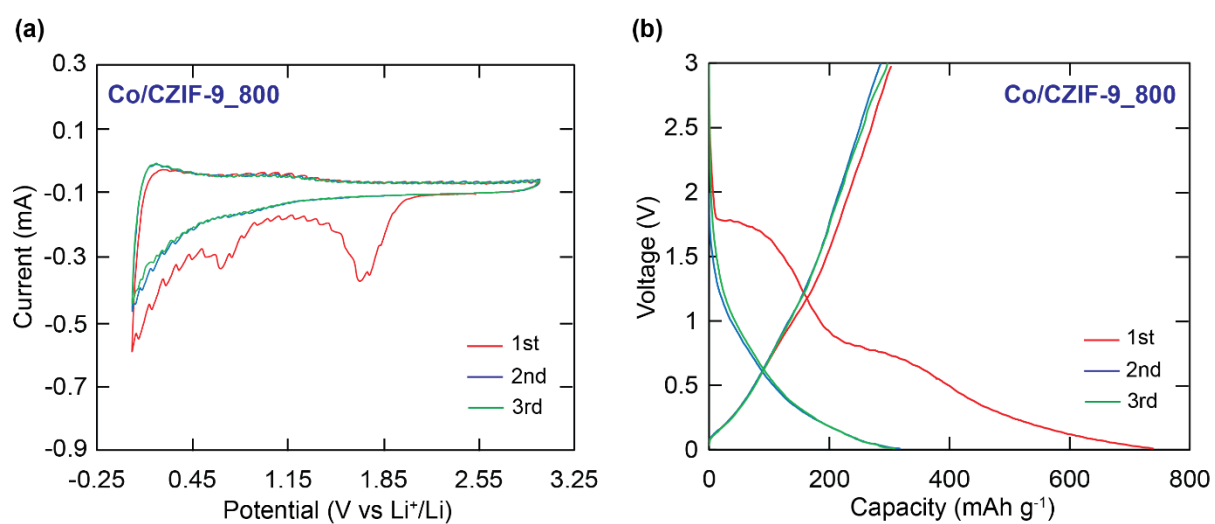 (a)
0.3
0.1
-0.1
-0.3
-0.5
-0.7
-0.9
Current (mA)
Co/CZIF-9_800
1st
2nd
3rd
-0.25
0.45
1.15
1.85
2.55
3.25
Potential (V vs Li⁺/Li)
(b)
3
2.5
2
1.5
1
0.5
0
Voltage (V)
Co/CZIF-9_800
1st
2nd
3rd
0
200
400
600
800
Capacity (mAh g⁻¹)